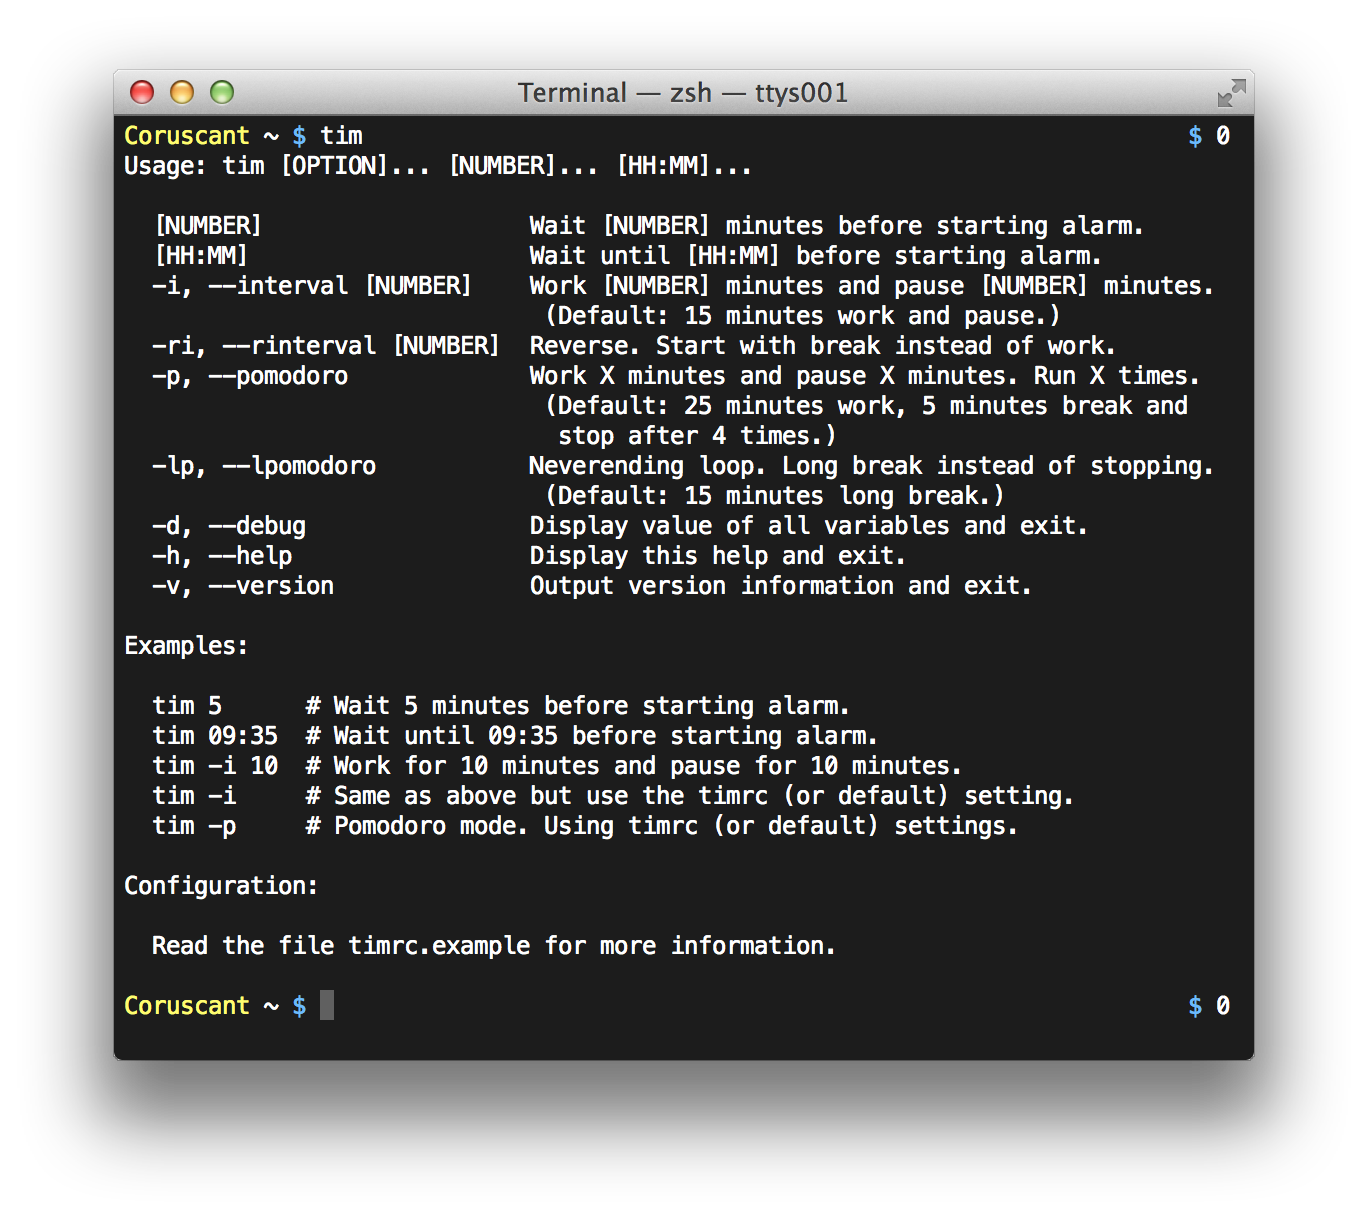 Terminal — zsh — ttys001
Coruscant ~ $ tim $ 0
Usage: tim [OPTION]... [NUMBER]... [HH:MM]...
[NUMBER] Wait [NUMBER] minutes before starting alarm.
[HH:MM] Wait until [HH:MM] before starting alarm.
-i, --interval [NUMBER] Work [NUMBER] minutes and pause [NUMBER] minutes.
(Default: 15 minutes work and pause.)
-ri, --rinterval [NUMBER] Reverse. Start with break instead of work.
-p, --pomodoro Work X minutes and pause X minutes. Run X times.
(Default: 25 minutes work, 5 minutes break and
stop after 4 times.)
-lp, --lpomodoro Neverending loop. Long break instead of stopping.
(Default: 15 minutes long break.)
-d, --debug Display value of all variables and exit.
-h, --help Display this help and exit.
-v, --version Output version information and exit.
Examples:
tim 5 # Wait 5 minutes before starting alarm.
tim 09:35 # Wait until 09:35 before starting alarm.
tim -i 10 # Work for 10 minutes and pause for 10 minutes.
tim -i # Same as above but use the timrc (or default) setting.
tim -p # Pomodoro mode. Using timrc (or default) settings.
Configuration:
Read the file timrc.example for more information.
Coruscant ~ $ $ 0